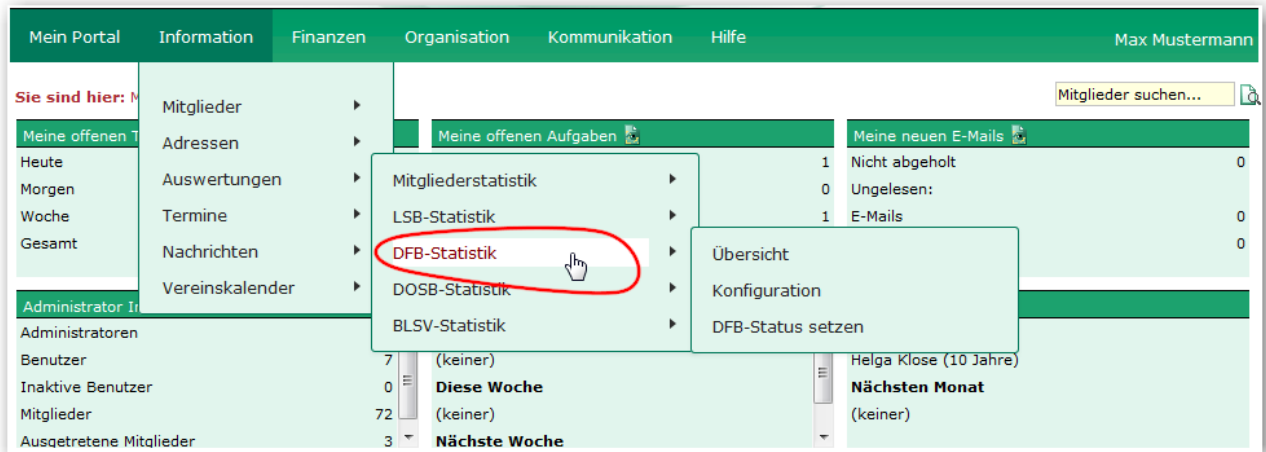 Mein Portal Information Finanzen Organisation Kommunikation Hilfe Max Mustermann
Sie sind hier: Mitglieder suchen...
Mitglieder
Adressen
Auswertungen
Termine
Nachrichten
Vereinskalender
Mitgliederstatistik
LSB-Statistik
DFB-Statistik
DOSB-Statistik
BLSV-Statistik
Übersicht
Konfiguration
DFB-Status setzen
Meine offenen
Heute
Morgen
Woche
Gesamt
Meine offenen Aufgaben
1
0
1
Meine neuen E-Mails
Nicht abgeholt 0
Ungelesen:
E-Mails 0
0
Administrator
Administratoren
Benutzer 7
Inaktive Benutzer 0
Mitglieder 72
Ausgetretene Mitglieder 3
(keiner)
Diese Woche
(keiner)
Nächste Woche
Helga Klose (10 Jahre)
Nächsten Monat
(keiner)